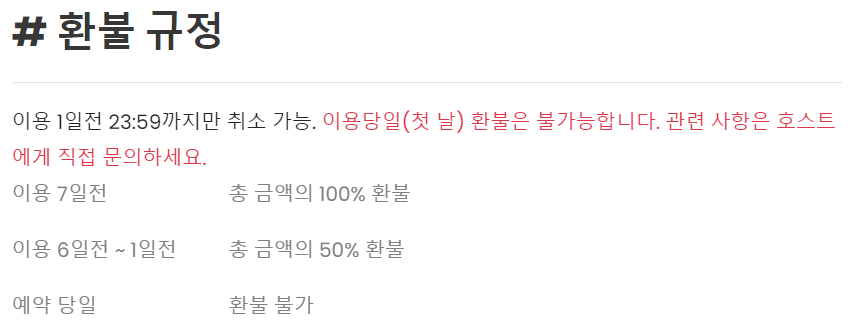 # 환불 규정
이용 1일전 23:59까지만 취소 가능. 이용당일(첫 날) 환불은 불가능합니다. 관련 사항은 호스트
에게 직접 문의하세요.
이용 7일전 총 금액의 100% 환불
이용 6일전 ~ 1일전 총 금액의 50% 환불
예약 당일 환불 불가